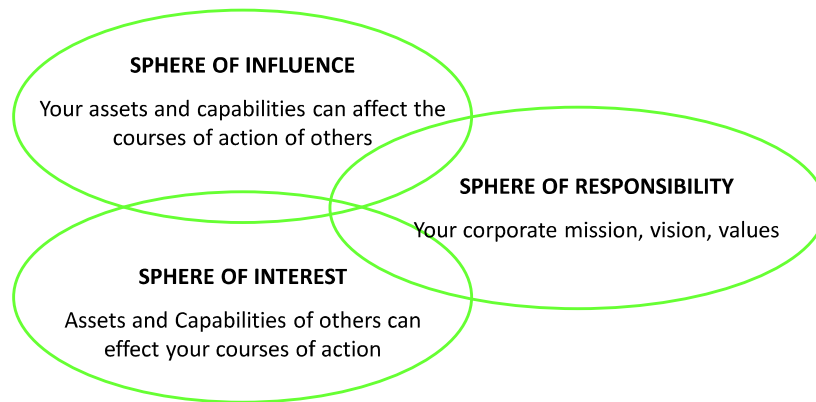 SPHERE OF INFLUENCE
Your assets and capabilities can affect the
courses of action of others
SPHERE OF RESPONSIBILITY
Your corporate mission, vision, values
SPHERE OF INTEREST
Assets and Capabilities of others can
effect your courses of action